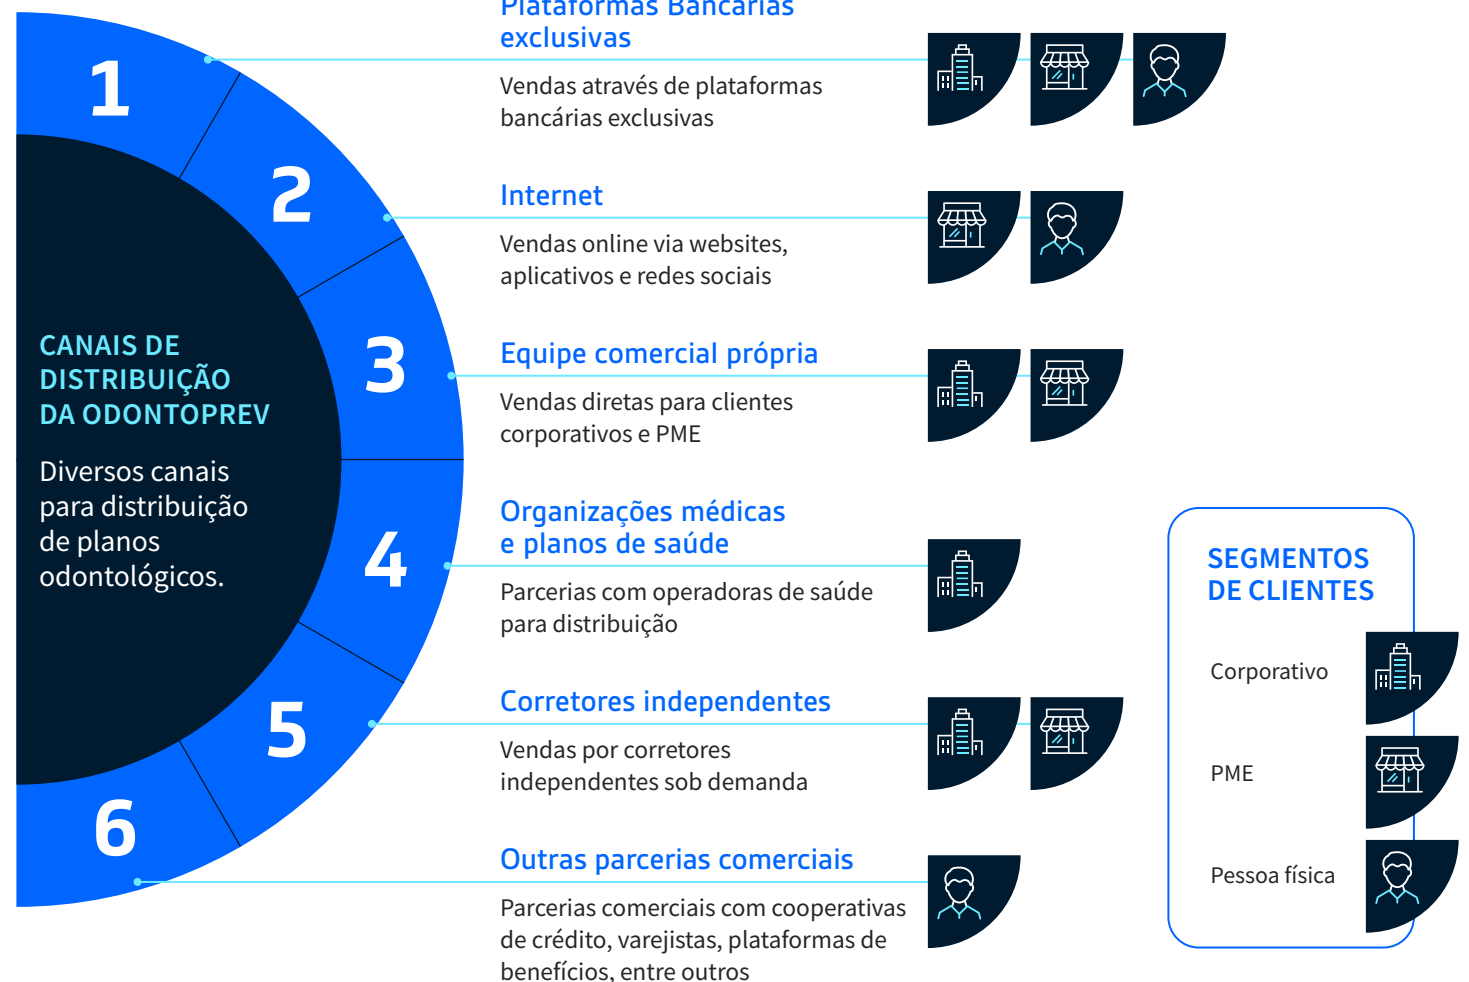 1
2
3
4
5
6
CANAIS DE
DISTRIBUIÇÃO
DA ODONTOPREV
Diversos canais
para distribuição
de planos
odontológicos.
Plataformas Bancárias
exclusivas
Vendas através de plataformas
bancárias exclusivas
Internet
Vendas online via websites,
aplicativos e redes sociais
Equipe comercial própria
Vendas diretas para clientes
corporativos e PME
Organizações médicas
e planos de saúde
Parcerias com operadoras de saúde
para distribuição
Corretores independentes
Vendas por corretores
independentes sob demanda
Outras parcerias comerciais
Parcerias comerciais com cooperativas
de crédito, varejistas, plataformas de
benefícios, entre outros
SEGMENTOS
DE CLIENTES
Corporativo
PME
Pessoa física